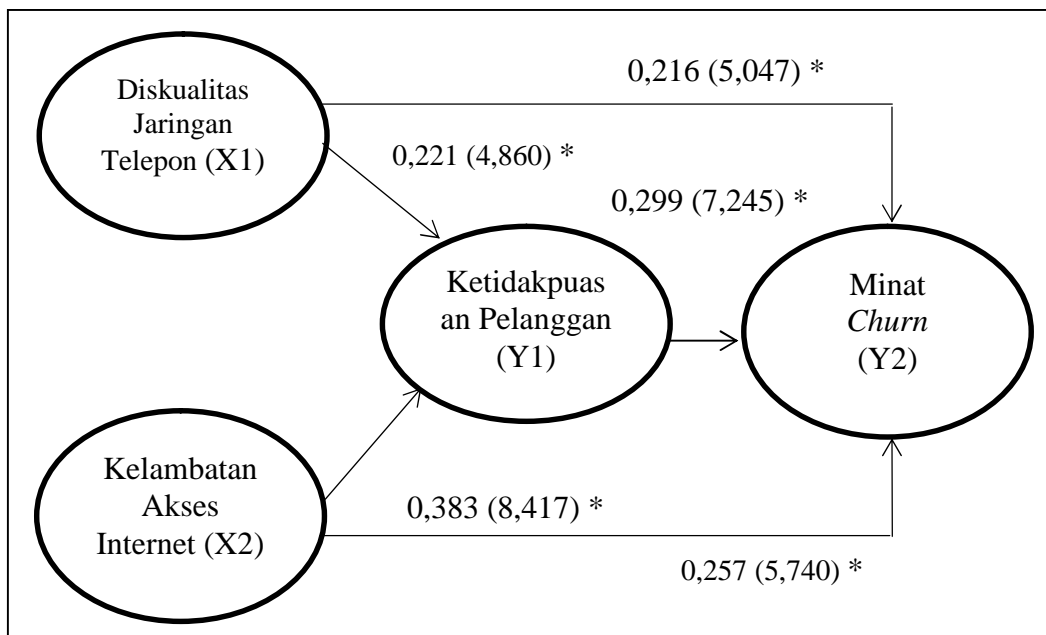 0,216 (5,047) *
Diskualitas
Jaringan
Telepon (X1)
0,221 (4,860) *
0,299 (7,245) *
Ketidakpuas
an Pelanggan
(Y1)
Minat
Churn
(Y2)
Kelambatan
Akses
Internet (X2)
0,383 (8,417) *
0,257 (5,740) *